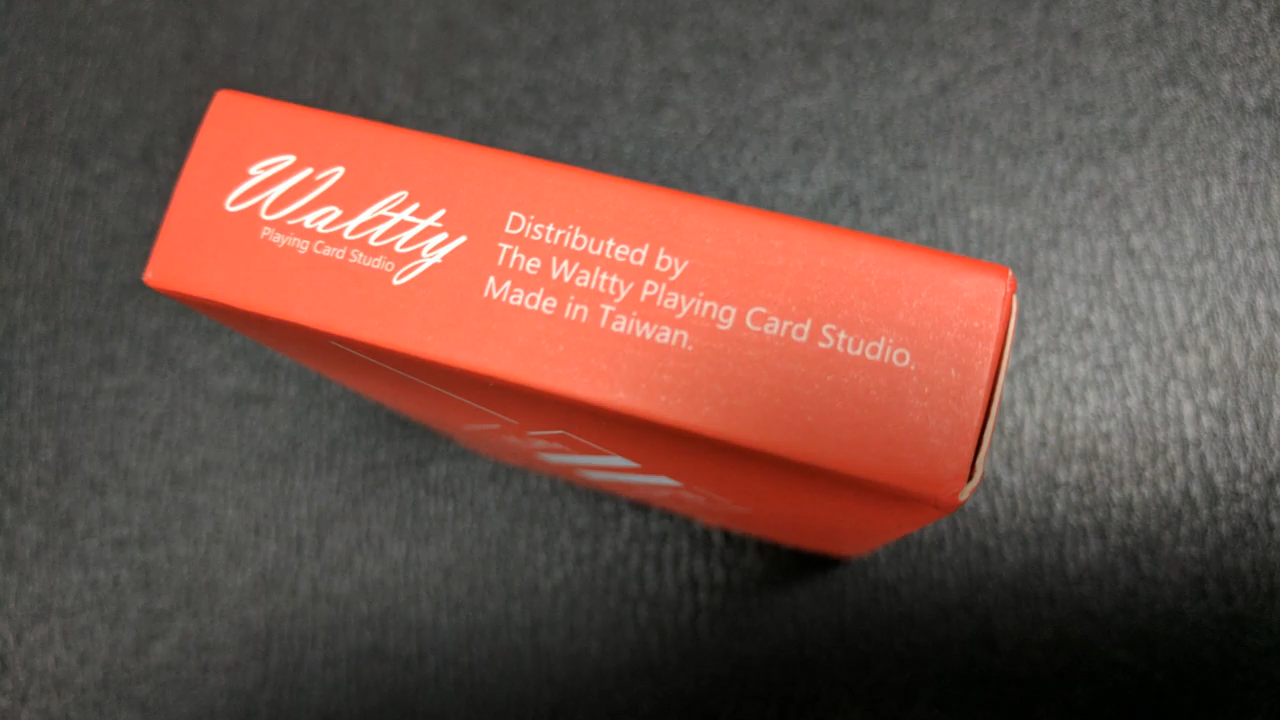 Waltty
Playing Card Studio
Distributed by
The Waltty Playing Card Studio.
Made in Taiwan.